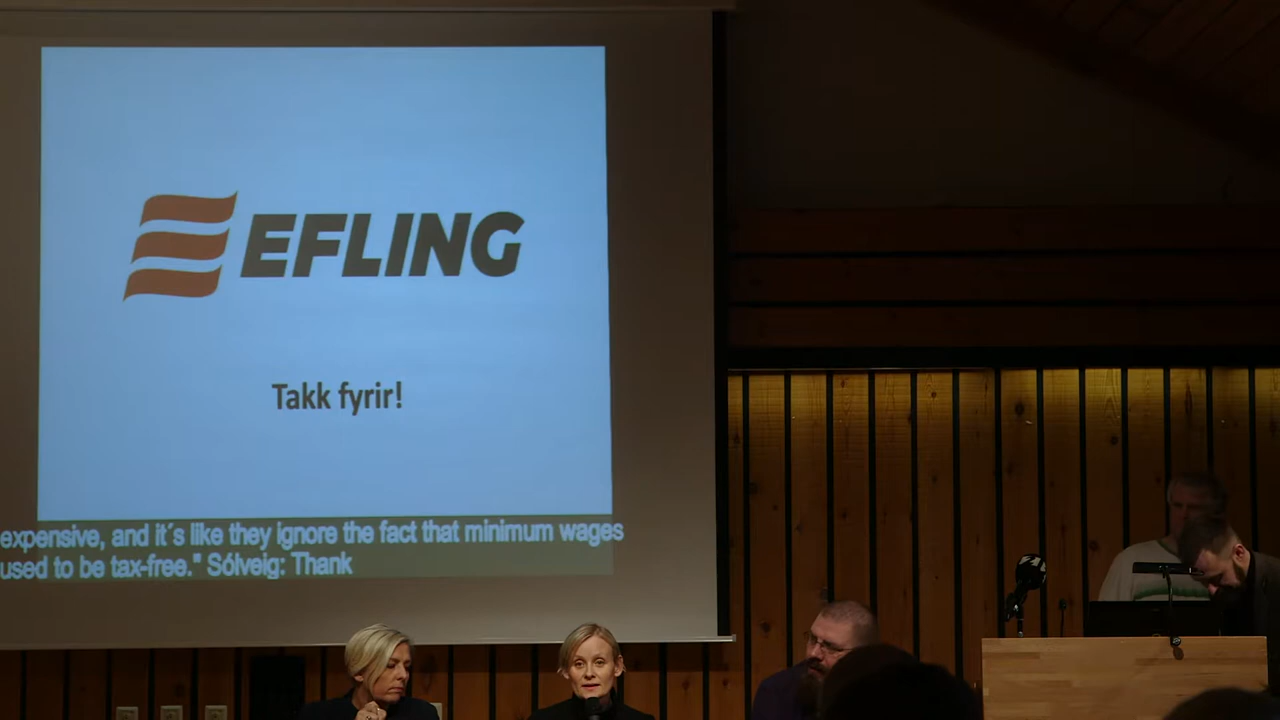 EFLING
Takk fyrir!
expensive, and it´s like they ignore the fact that minimum wages
used to be tax-free." Sólveig: Thank